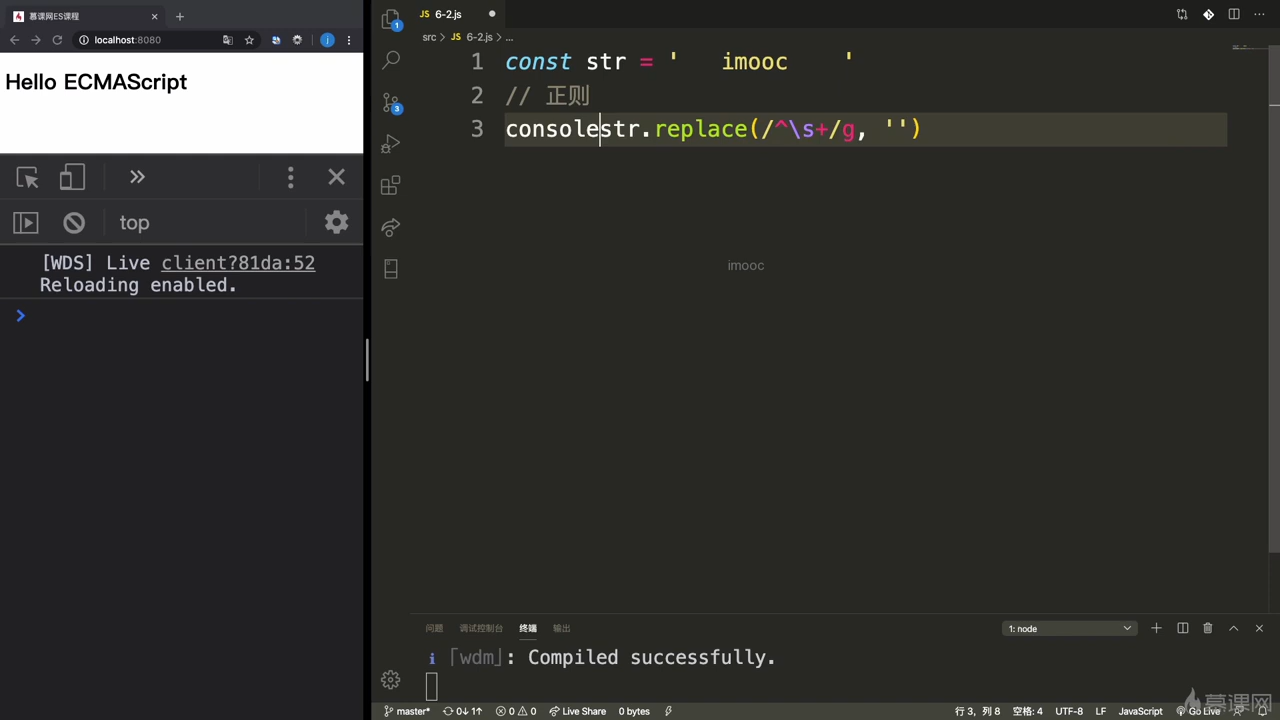 慕课网ES课程
localhost:8080
Hello ECMAScript
top
[WDS] Live client?81da:52
Reloading enabled.
JS 6-2.js
src > JS 6-2.js > ...
1 const str = '   imooc    '
2 // 正则
3 consolestr.replace(/^\s+/g, '')
1
3
imooc
问题 调试控制台 终端 输出
1: node
i ｢wdm｣: Compiled successfully.
master* 0↓ 1↑ 0 0 Live Share 0 bytes 行 3, 列 8 空格: 4 UTF-8 LF JavaScript Go Live
慕课网